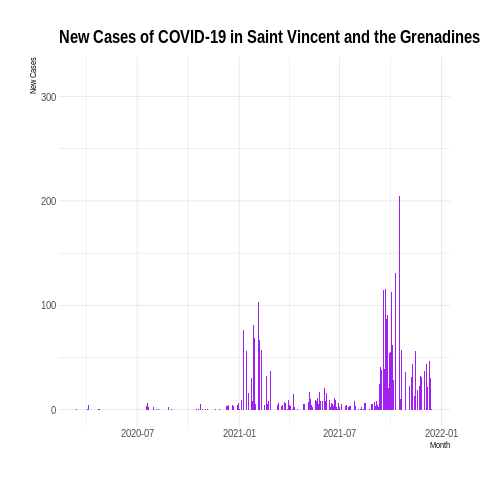 New Cases of COVID-19 in Saint Vincent and the Grenadines
New Cases
300
200
100
0
2020-07
2021-01
2021-07
2022-01
Month